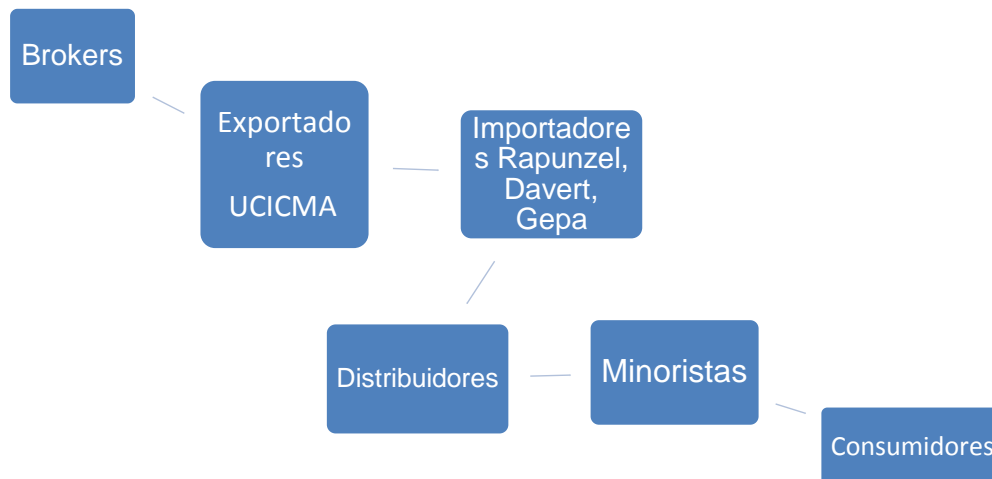 Brokers
Exportado
res
UCICMA
Importadore
s Rapunzel,
Davert,
Gepa
Distribuidores
Minoristas
Consumidores